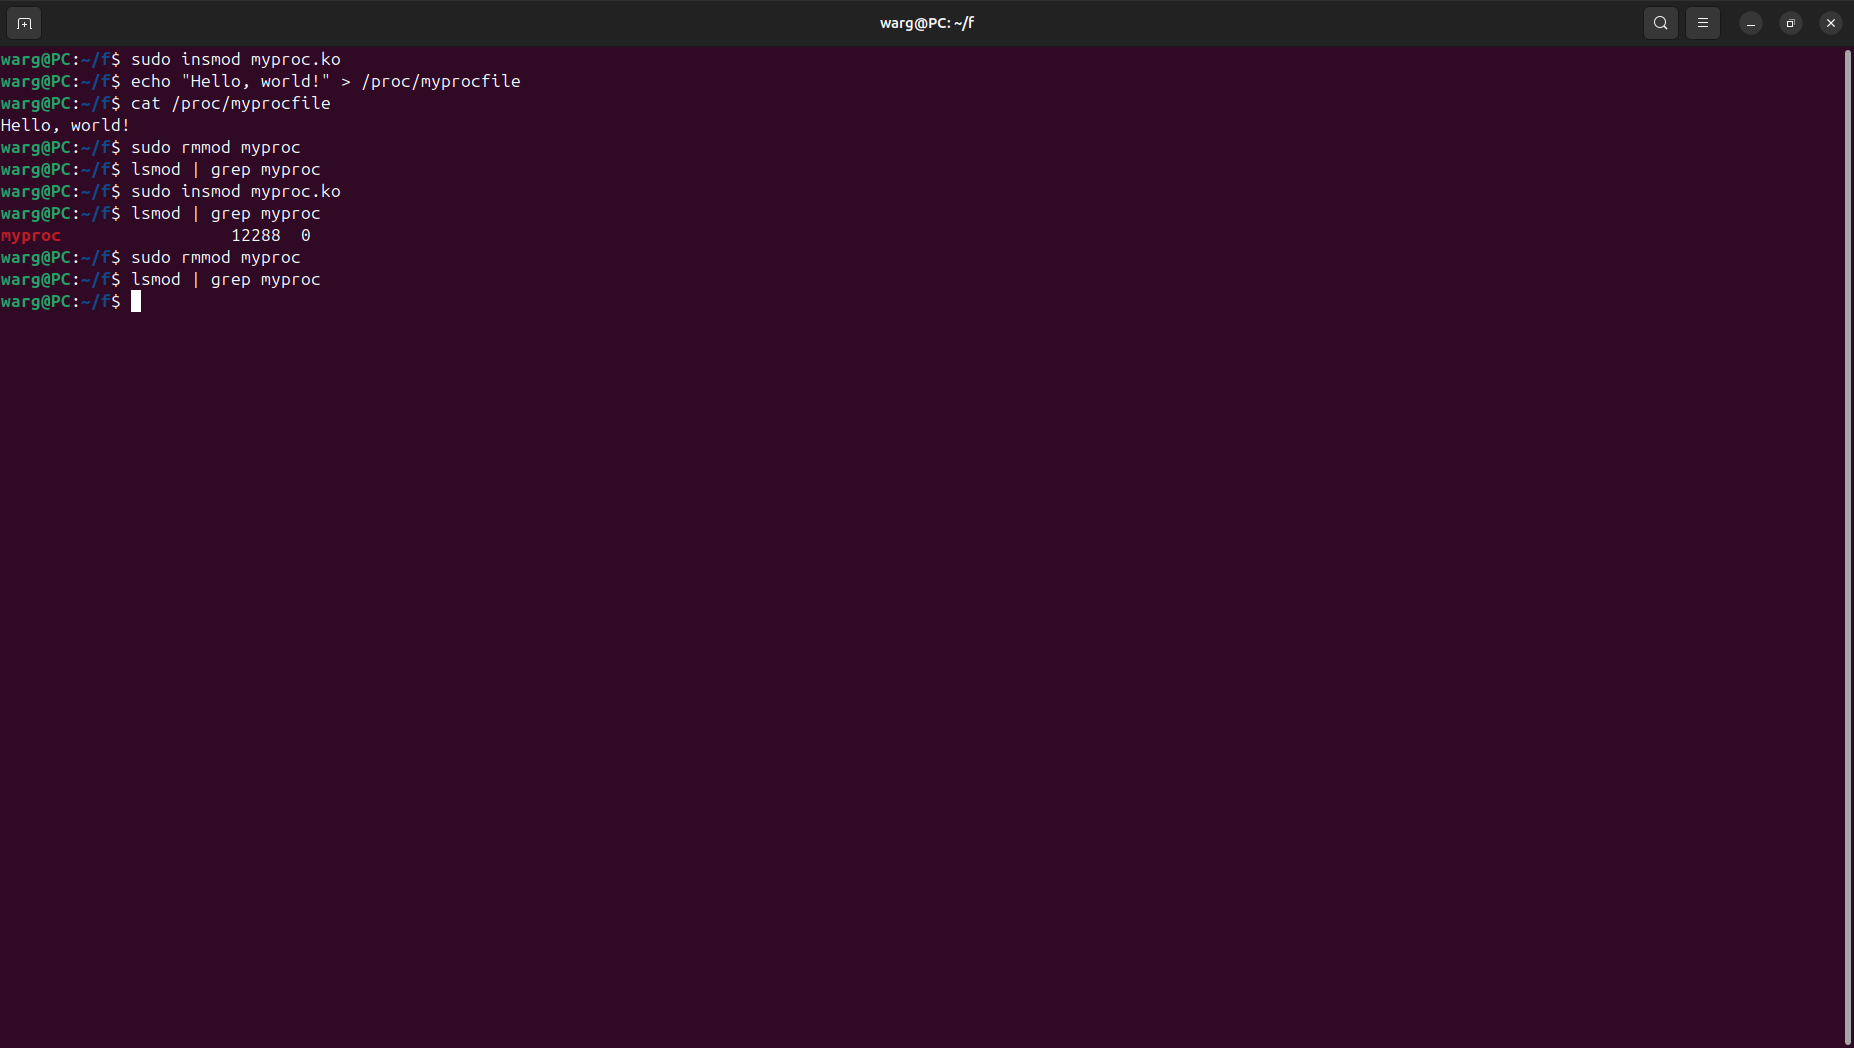 warg@PC: ~/f
warg@PC:~/f$ sudo insmod myproc.ko
warg@PC:~/f$ echo "Hello, world!" > /proc/myprocfile
warg@PC:~/f$ cat /proc/myprocfile
Hello, world!
warg@PC:~/f$ sudo rmmod myproc
warg@PC:~/f$ lsmod | grep myproc
warg@PC:~/f$ sudo insmod myproc.ko
warg@PC:~/f$ lsmod | grep myproc
myproc                 12288  0
warg@PC:~/f$ sudo rmmod myproc
warg@PC:~/f$ lsmod | grep myproc
warg@PC:~/f$